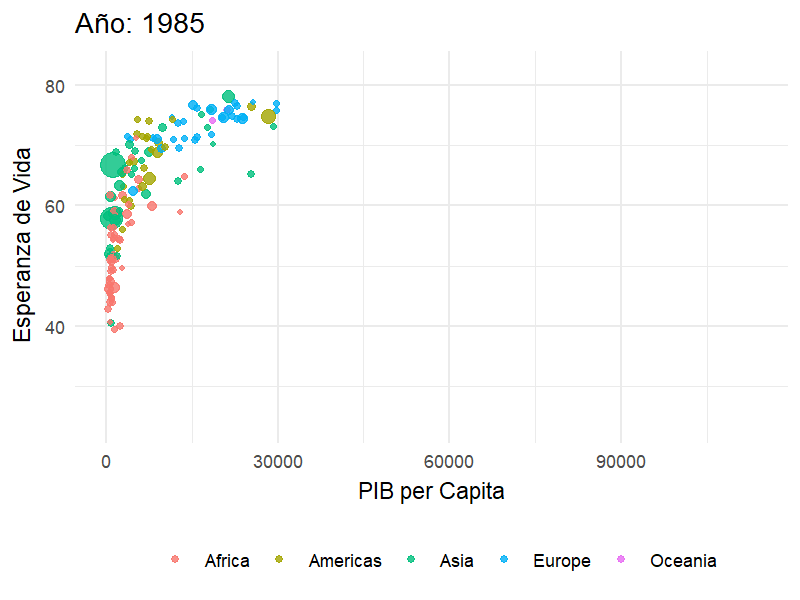 Año: 1985
Esperanza de Vida
80
60
40
0 30000 60000 90000
PIB per Capita
Africa Americas Asia Europe Oceania